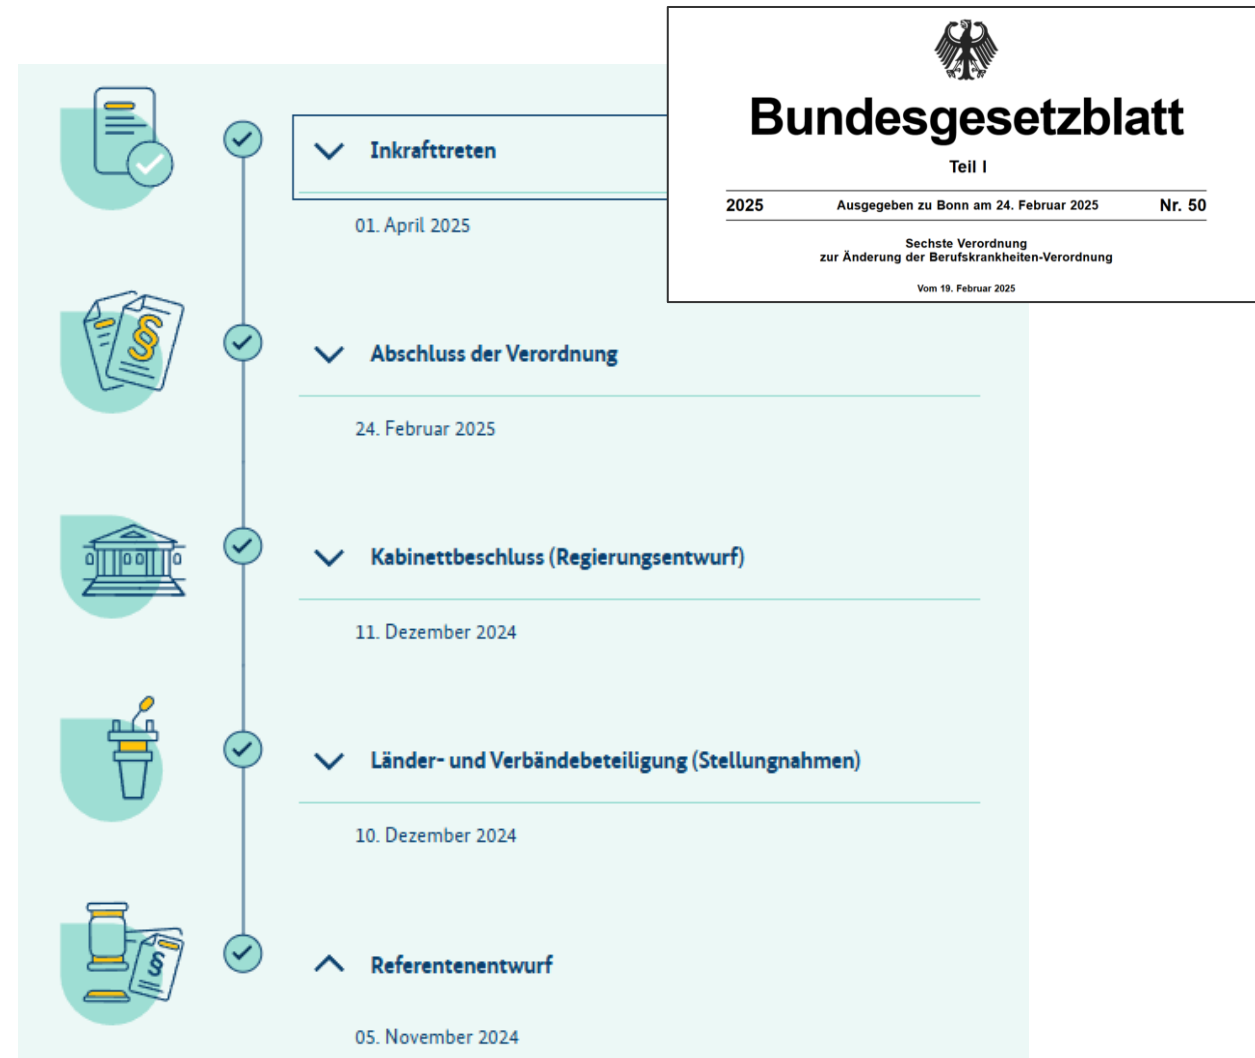 Bundesgesetzblatt
Teil I
2025 Ausgegeben zu Bonn am 24. Februar 2025 Nr. 50
Sechste Verordnung
zur Änderung der Berufskrankheiten-Verordnung
Vom 19. Februar 2025
Inkrafttreten
01. April 2025
§
Abschluss der Verordnung
24. Februar 2025
Kabinettbeschluss (Regierungsentwurf)
11. Dezember 2024
Länder- und Verbändebeteiligung (Stellungnahmen)
10. Dezember 2024
§
Referentenentwurf
05. November 2024